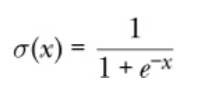 σ(x) = 1 / (1 + e⁻ˣ)